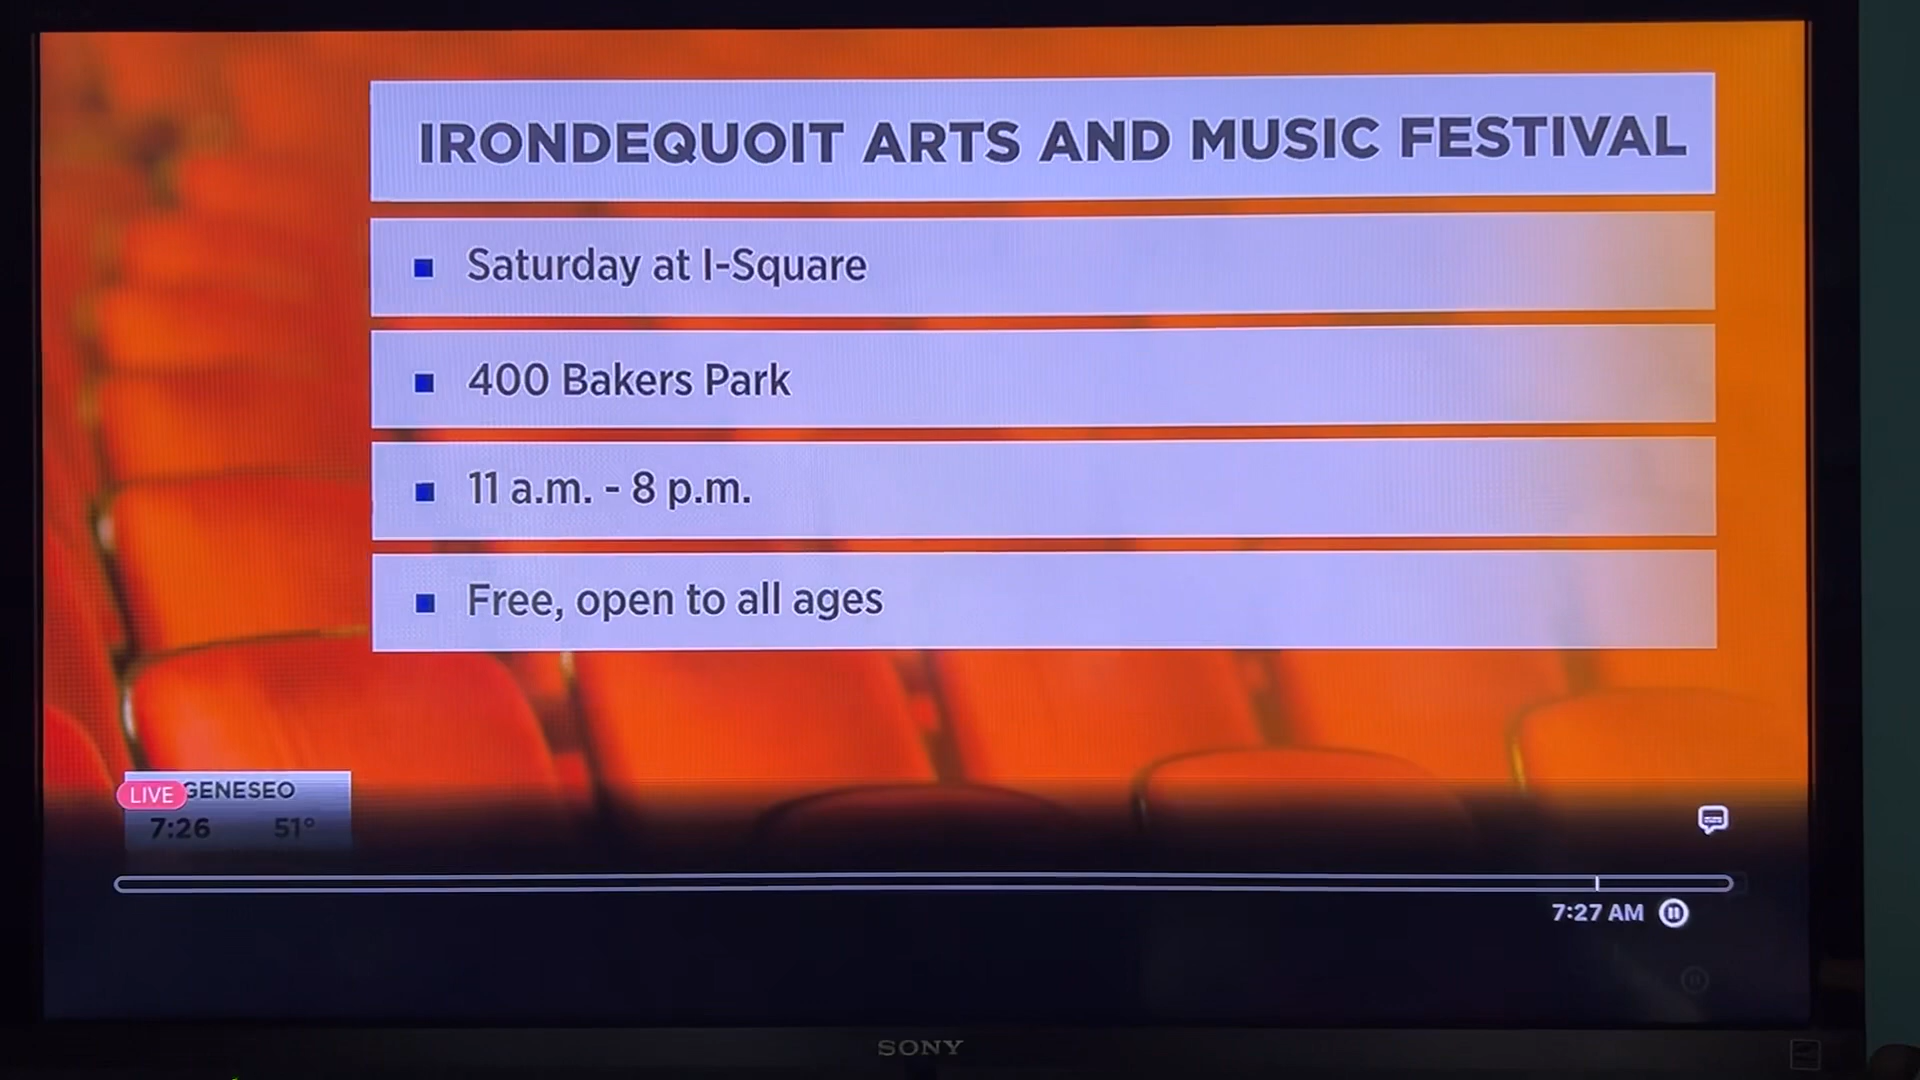 IRONDEQUOIT ARTS AND MUSIC FESTIVAL
Saturday at I-Square
400 Bakers Park
11 a.m. - 8 p.m.
Free, open to all ages
LIVE GENESEO
7:26 51°
7:27 AM
SONY